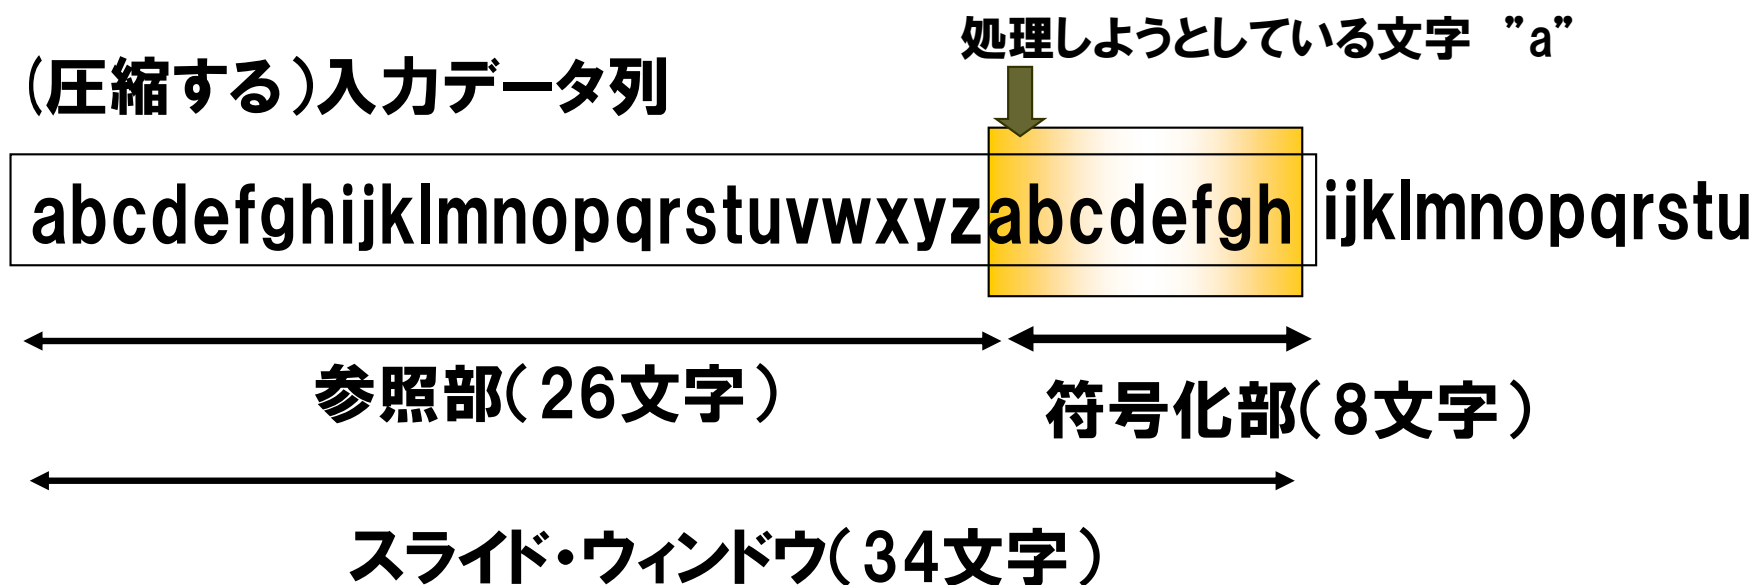 処理しようとしている文字 ”a”
(圧縮する)入力データ列
abcdefghijklmnopqrstuvwxyzabcdefgh ijklmnopqrstu
参照部(26文字)
符号化部(8文字)
スライド・ウィンドウ(34文字)